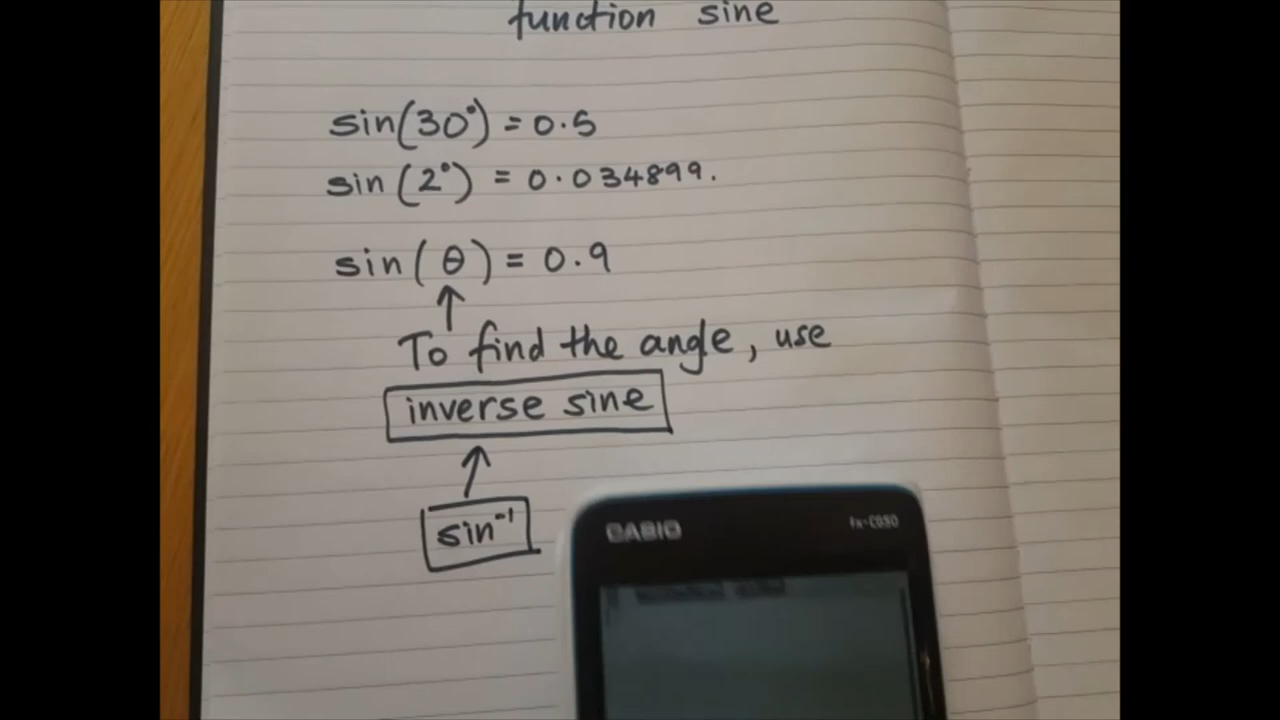 function sine
sin(30°) = 0.5
sin (2°) = 0.034899.
sin ( θ ) = 0.9
To find the angle, use
inverse sine
sin⁻¹
CASIO